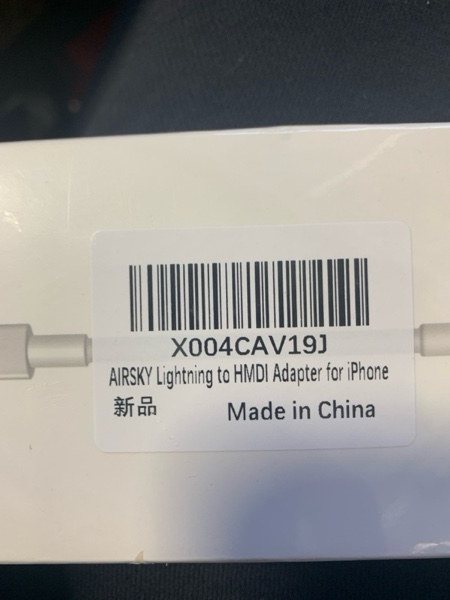 X004CAV19J
AIRSKY Lightning to HMDI Adapter for iPhone
新品 Made in China